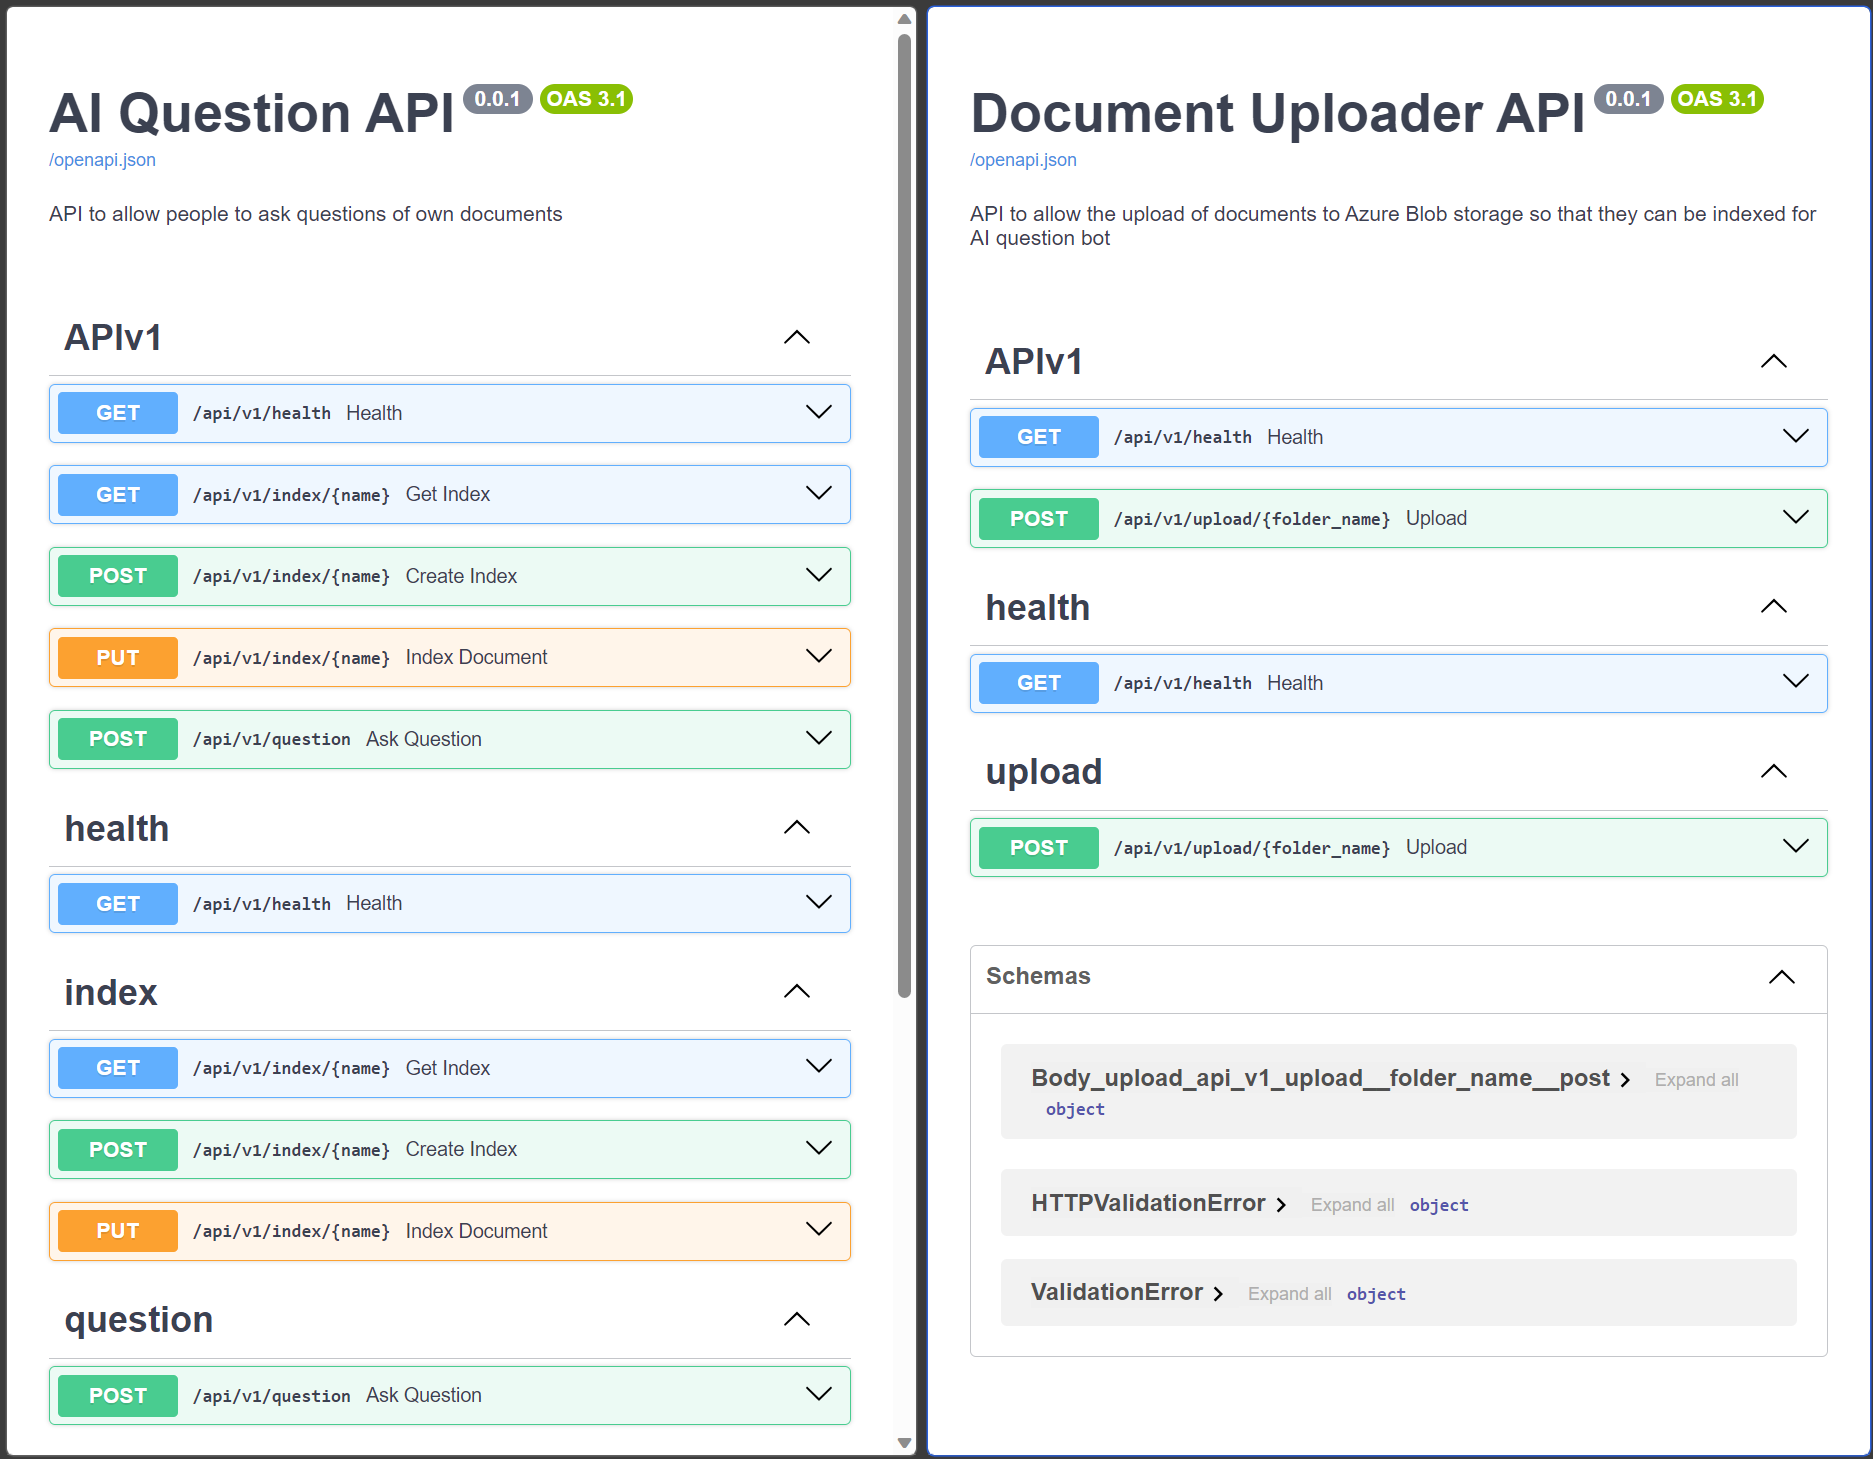 AI Question API 0.0.1 OAS 3.1
/openapi.json
API to allow people to ask questions of own documents
APIv1
GET /api/v1/health Health
GET /api/v1/index/{name} Get Index
POST /api/v1/index/{name} Create Index
PUT /api/v1/index/{name} Index Document
POST /api/v1/question Ask Question
health
GET /api/v1/health Health
index
GET /api/v1/index/{name} Get Index
POST /api/v1/index/{name} Create Index
PUT /api/v1/index/{name} Index Document
question
POST /api/v1/question Ask Question
Document Uploader API 0.0.1 OAS 3.1
/openapi.json
API to allow the upload of documents to Azure Blob storage so that they can be indexed for
AI question bot
APIv1
GET /api/v1/health Health
POST /api/v1/upload/{folder_name} Upload
health
GET /api/v1/health Health
upload
POST /api/v1/upload/{folder_name} Upload
Schemas
Body_upload_api_v1_upload__folder_name__post Expand all
object
HTTPValidationError Expand all object
ValidationError Expand all object